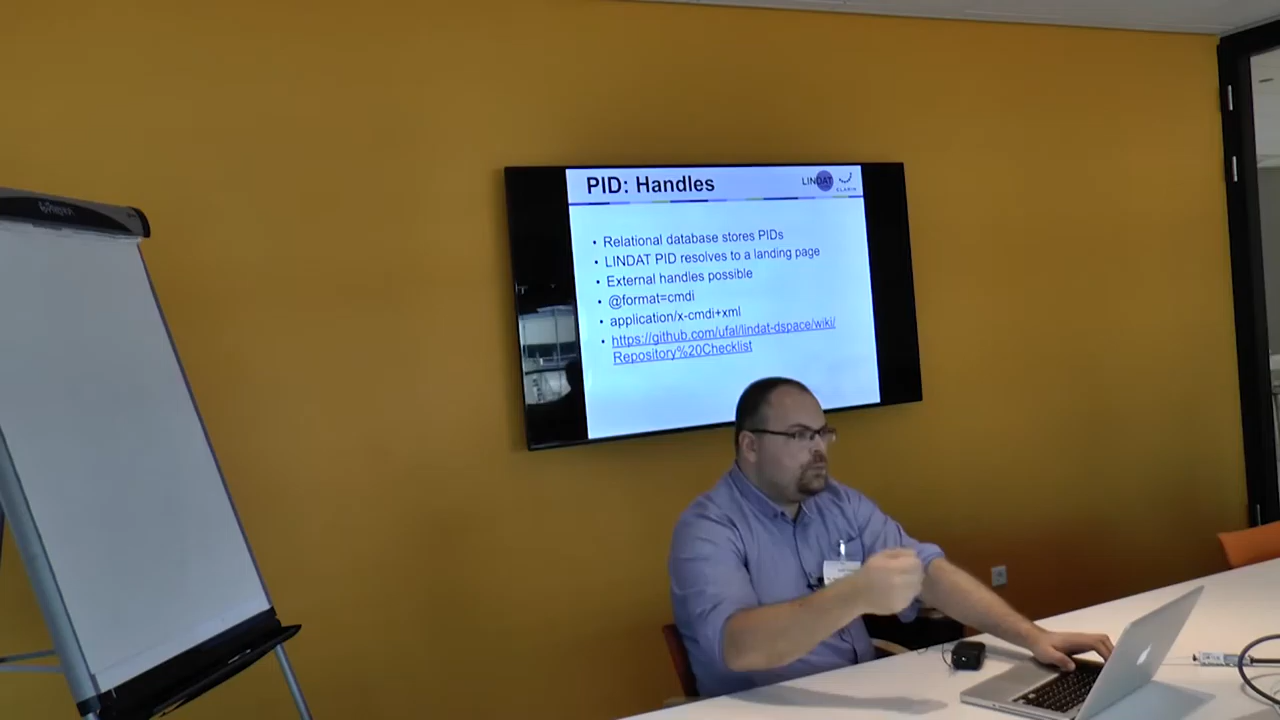 PID: Handles
LINDAT
CLARIN
• Relational database stores PIDs
• LINDAT PID resolves to a landing page
• External handles possible
• @format=cmdi
• application/x-cmdi+xml
• https://github.com/ufal/lindat-dspace/wiki/
Repository%20Checklist